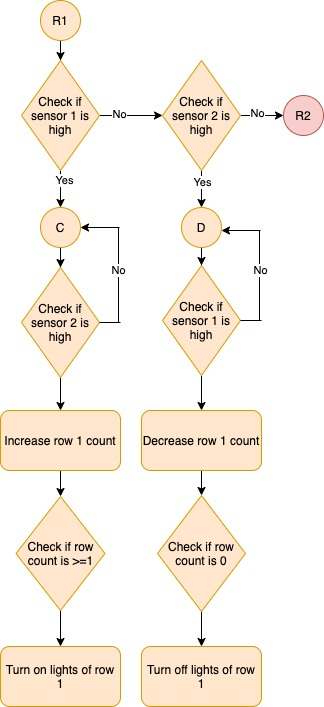 R1
Check if
sensor 1 is
high
No
Check if
sensor 2 is
high
No
R2
Yes
Yes
C
D
No
No
Check if
sensor 2 is
high
Check if
sensor 1 is
high
Increase row 1 count
Decrease row 1 count
Check if row
count is >=1
Check if row
count is 0
Turn on lights of row
1
Turn off lights of row
1